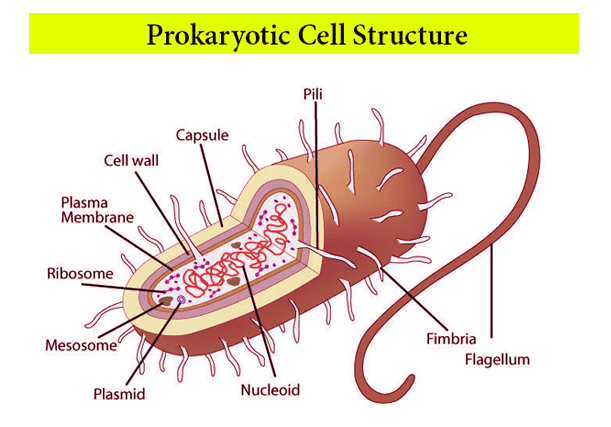 Prokaryotic Cell Structure
Pili
Capsule
Cell wall
Plasma
Membrane
Ribosome
Mesosome
Plasmid
Nucleoid
Fimbria
Flagellum